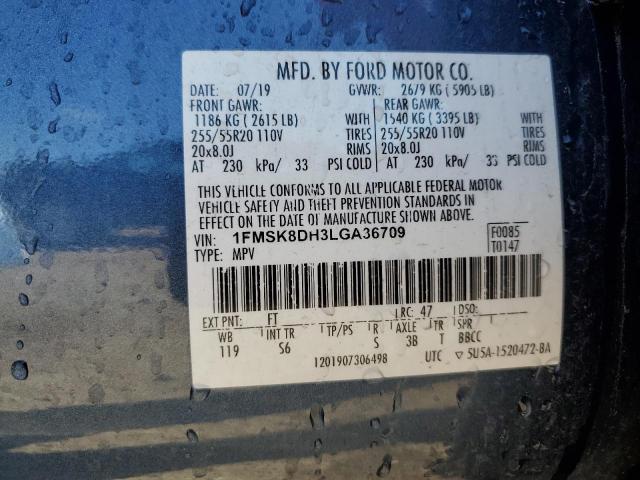 MFD. BY FORD MOTOR CO.
DATE: 07/19 GVWR: 2679 KG ( 5905 LB)
FRONT GAWR: REAR GAWR:
1186 KG ( 2615 LB) WITH 1540 KG ( 3395 LB) WITH
255/55R20 110V TIRES 255/55R20 110V TIRES
20x8.0J RIMS 20x8.0J RIMS
AT 230 kPa/ 33 PSI COLD AT 230 kPa/ 33 PSI COLD
THIS VEHICLE CONFORMS TO ALL APPLICABLE FEDERAL MOTOR
VEHICLE SAFETY AND THEFT PREVENTION STANDARDS IN
EFFECT ON THE DATE OF MANUFACTURE SHOWN ABOVE.
VIN: 1FMSK8DH3LGA36709 F0085
TYPE: MPV T0147
EXT PNT: FT RC: 47 DSO:
WB INT TR TP/PS R AXLE TR SPR
119 S6 S 3B T BBCC
1201907306498 UTC ▽ 5U5A-1520472-BA